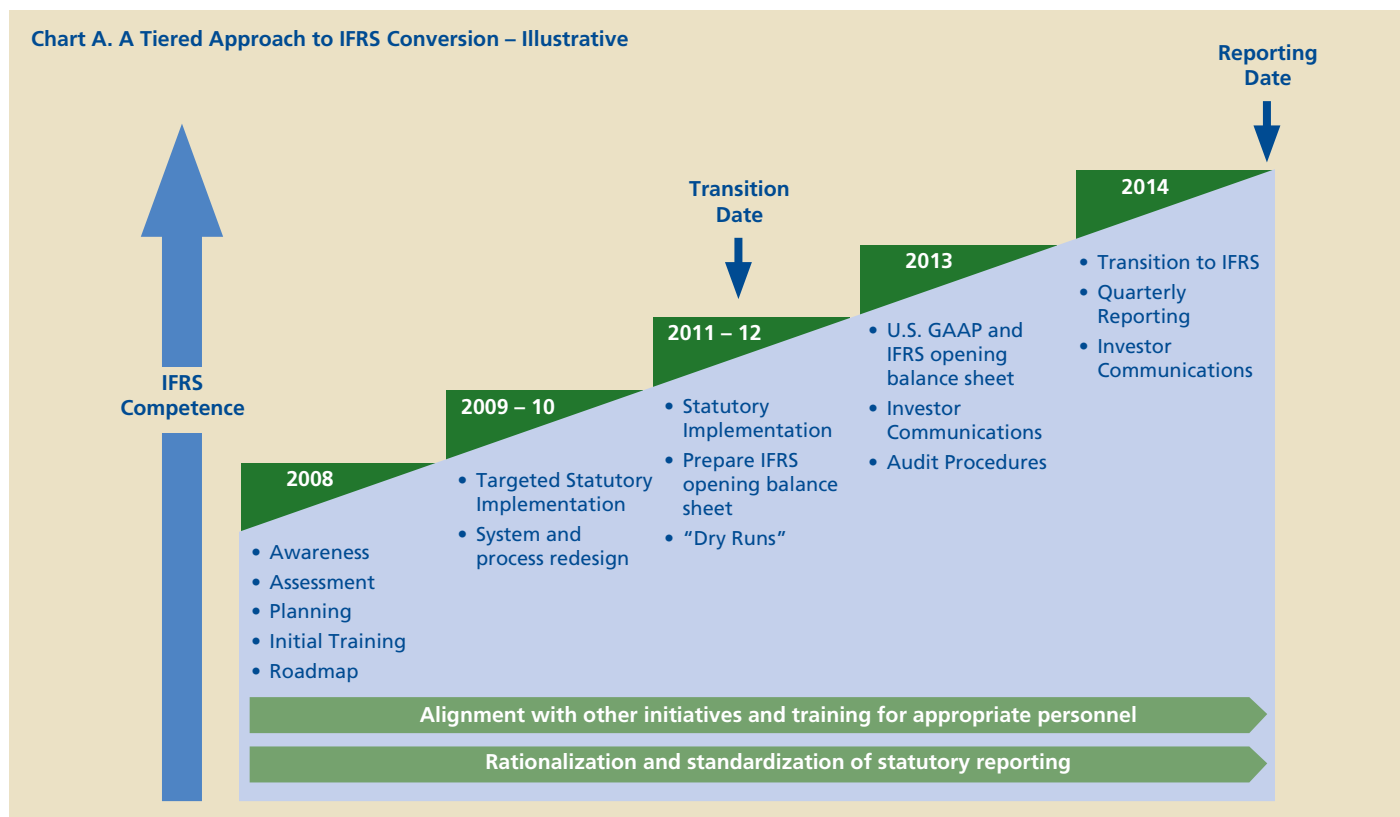 Chart A. A Tiered Approach to IFRS Conversion – Illustrative
Reporting
Date
Transition
Date
IFRS
Competence
2008
• Awareness
• Assessment
• Planning
• Initial Training
• Roadmap
2009 – 10
• Targeted Statutory
Implementation
• System and
process redesign
2011 – 12
• Statutory
Implementation
• Prepare IFRS
opening balance
sheet
• “Dry Runs”
2013
• U.S. GAAP and
IFRS opening
balance sheet
• Investor
Communications
• Audit Procedures
2014
• Transition to IFRS
• Quarterly
Reporting
• Investor
Communications
Alignment with other initiatives and training for appropriate personnel
Rationalization and standardization of statutory reporting